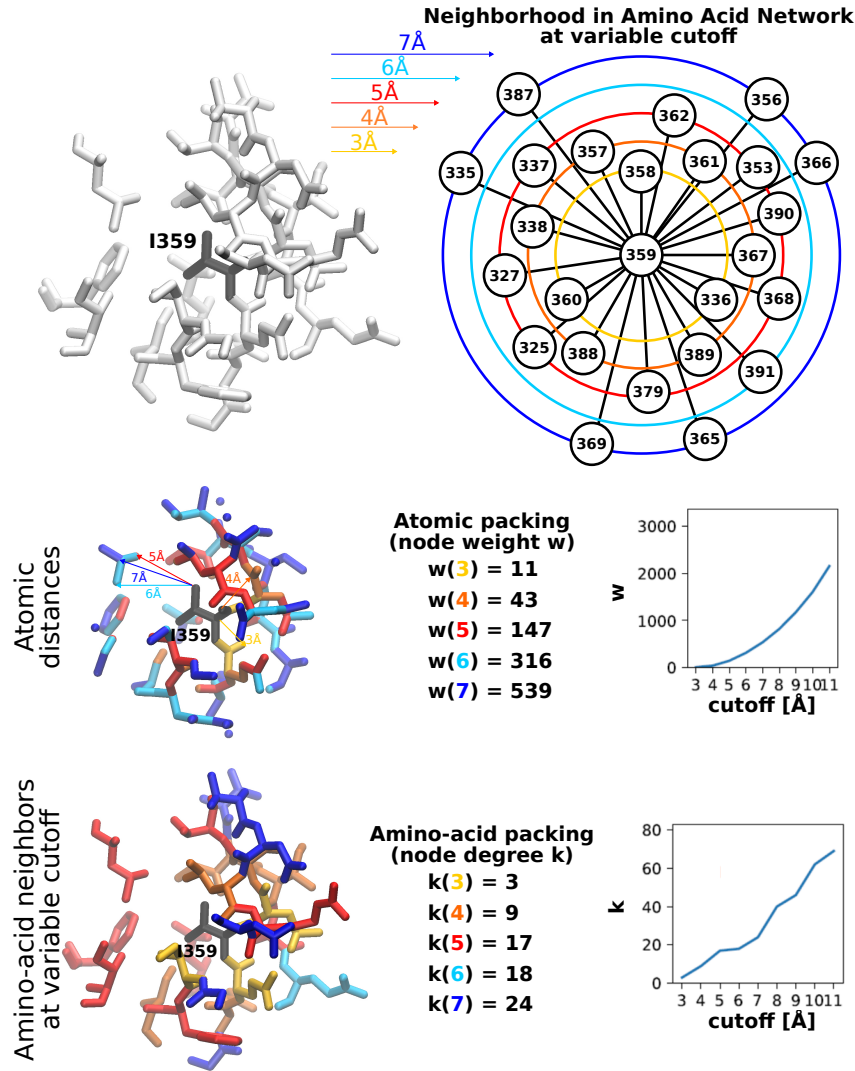 Neighborhood in Amino Acid Network
at variable cutoff
7Å
6Å
5Å
4Å
3Å
I359
387
356
362
357
361
353
366
335
337
358
390
338
359
367
327
360
336
368
325
388
389
391
379
369
365
Atomic
distances
5Å
7Å
6Å
4Å
3Å
I359
Atomic packing
(node weight w)
w(3) = 11
w(4) = 43
w(5) = 147
w(6) = 316
w(7) = 539
w
3000
2000
1000
0
3 4 5 6 7 8 9 10 11
cutoff [Å]
Amino-acid neighbors
at variable cutoff
I359
Amino-acid packing
(node degree k)
k(3) = 3
k(4) = 9
k(5) = 17
k(6) = 18
k(7) = 24
k
80
60
40
20
0
3 4 5 6 7 8 9 10 11
cutoff [Å]